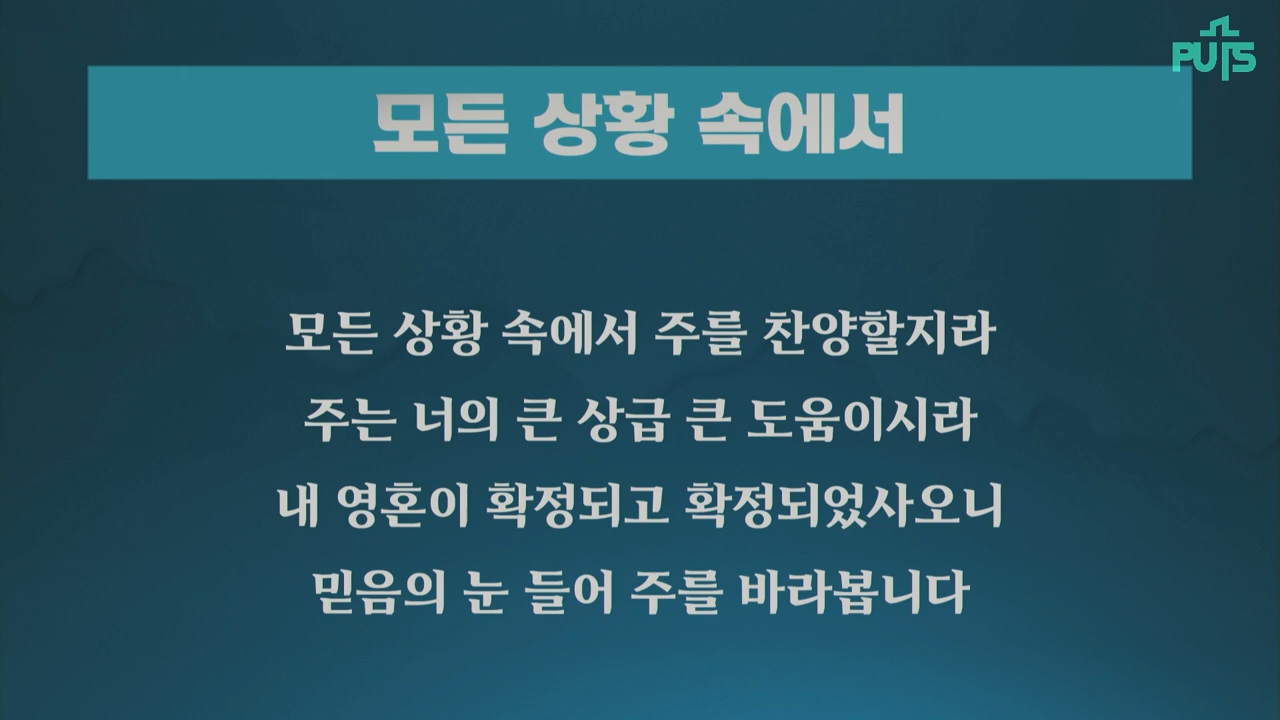 PUTS
모든 상황 속에서
모든 상황 속에서 주를 찬양할지라
주는 너의 큰 상급 큰 도움이시라
내 영혼이 확정되고 확정되었사오니
믿음의 눈 들어 주를 바라봅니다